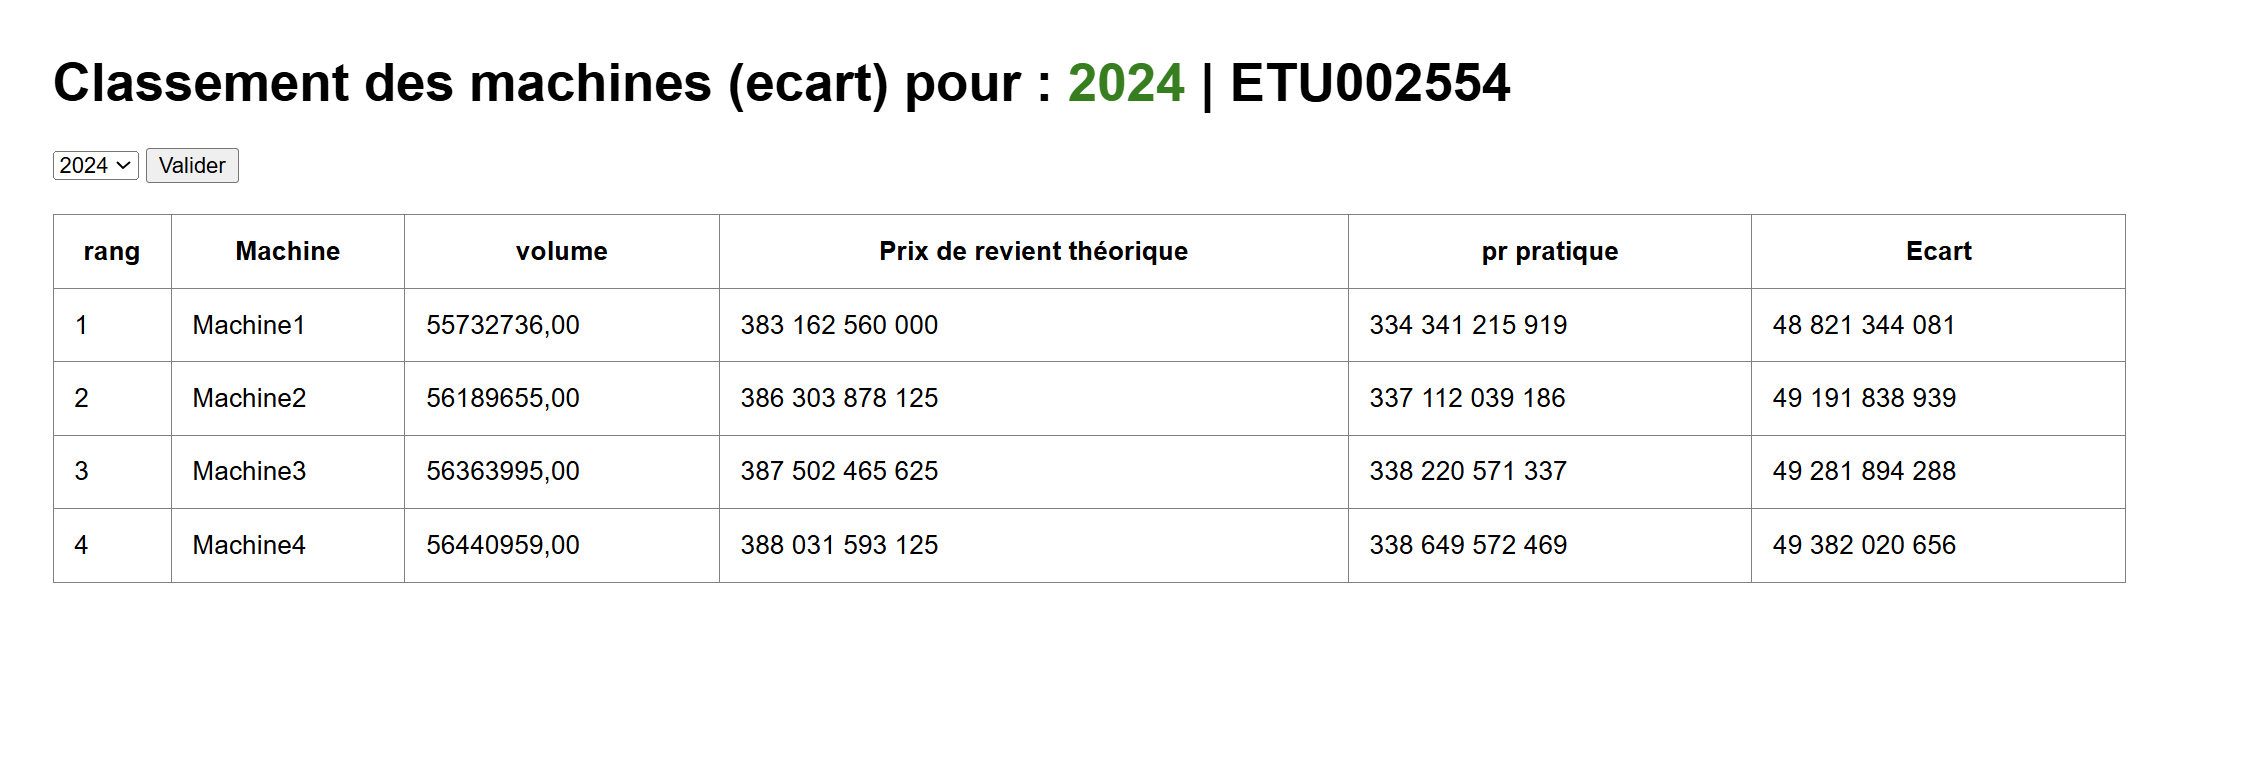 Classement des machines (ecart) pour : 2024 | ETU002554
2024 Valider
rang Machine volume Prix de revient théorique pr pratique Ecart
1 Machine1 55732736,00 383 162 560 000 334 341 215 919 48 821 344 081
2 Machine2 56189655,00 386 303 878 125 337 112 039 186 49 191 838 939
3 Machine3 56363995,00 387 502 465 625 338 220 571 337 49 281 894 288
4 Machine4 56440959,00 388 031 593 125 338 649 572 469 49 382 020 656